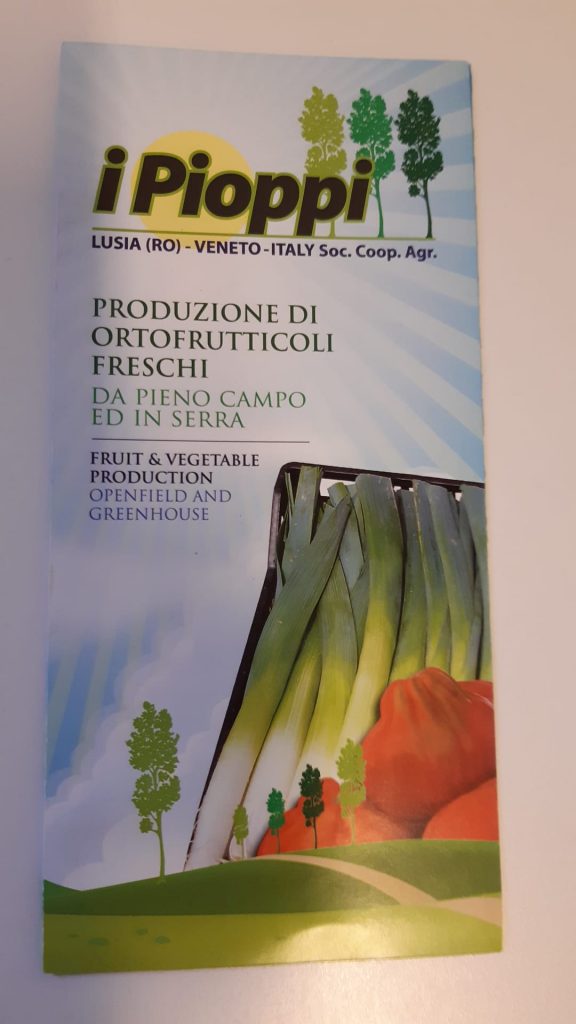 i Pioppi
LUSIA (RO) - VENETO - ITALY Soc. Coop. Agr.
PRODUZIONE DI
ORTOFRUTTICOLI
FRESCHI
DA PIENO CAMPO
ED IN SERRA
FRUIT & VEGETABLE
PRODUCTION
OPENFIELD AND
GREENHOUSE